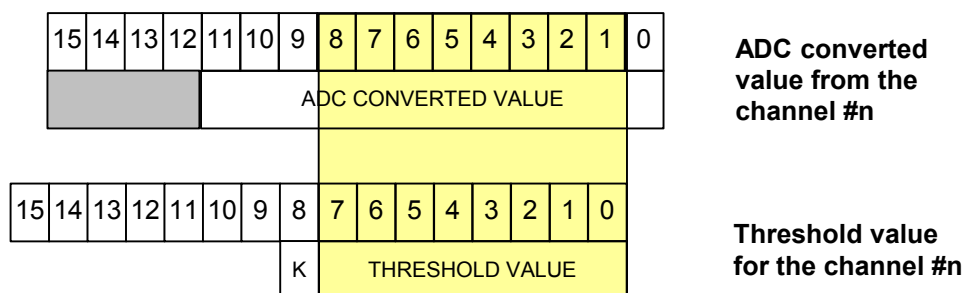 15 14 13 12 11 10 9 8 7 6 5 4 3 2 1 0
ADC CONVERTED VALUE
ADC converted
value from the
channel #n
15 14 13 12 11 10 9 8 7 6 5 4 3 2 1 0
K THRESHOLD VALUE
Threshold value
for the channel #n